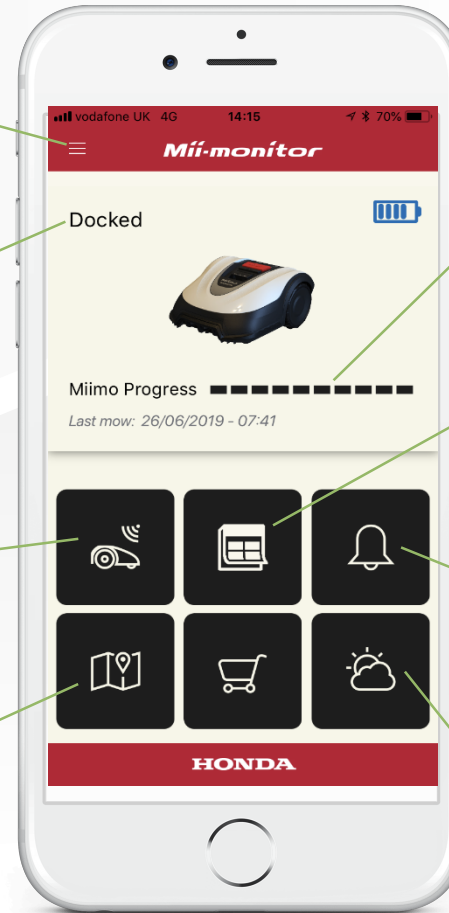 vodafone UK 4G 14:15 70%
Mii-monitor
Docked
Miimo Progress
Last mow: 26/06/2019 - 07:41
HONDA